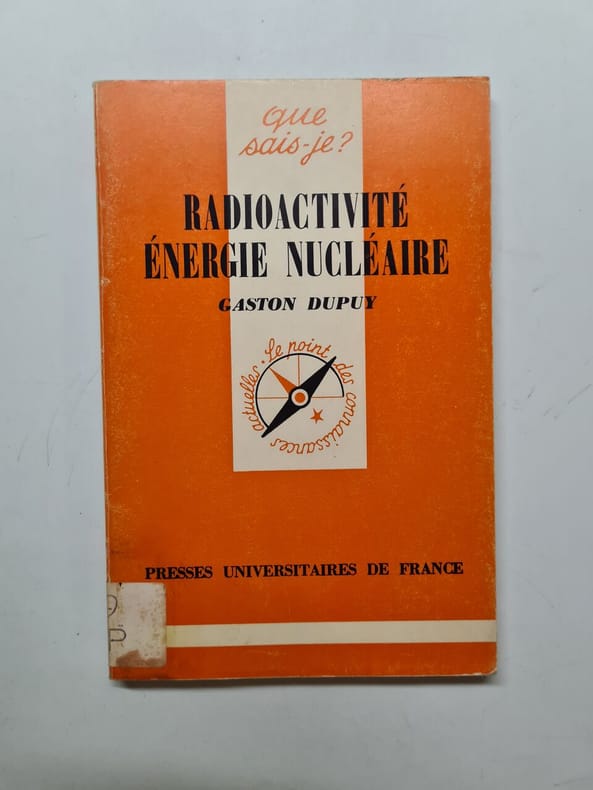 que
sais-je?
RADIOACTIVITÉ
ÉNERGIE NUCLÉAIRE
GASTON DUPUY
Le point des connaissances actuelles.
PRESSES UNIVERSITAIRES DE FRANCE